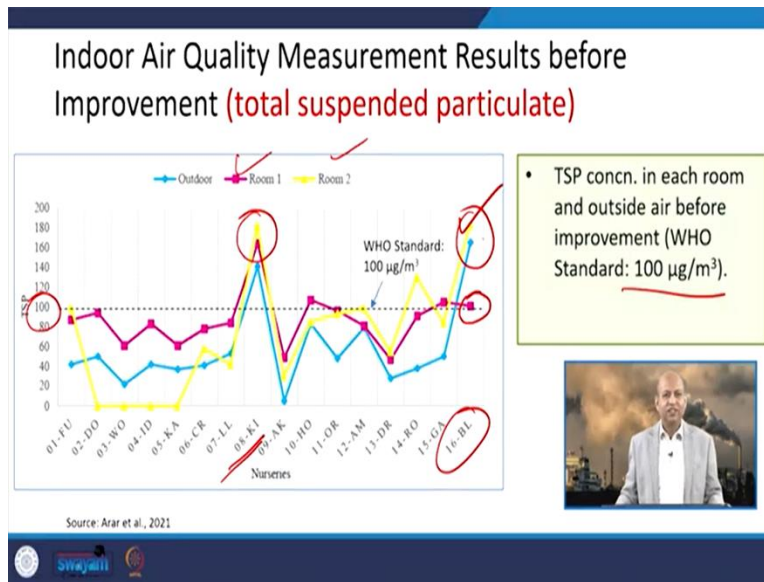 Indoor Air Quality Measurement Results before
Improvement (total suspended particulate)
Outdoor Room 1 Room 2
200
180
160
140
120
100
80
60
40
20
0
TSP
WHO Standard:
100 µg/m³
01-FU 02-DO 03-WO 04-ID 05-KA 06-CR 07-LL 08-KI 09-AK 10-HO 11-OR 12-AM 13-DR 14-RO 15-GA 16-BL
Nurseries
• TSP concn. in each room
and outside air before
improvement (WHO
Standard: 100 µg/m³).
Source: Arar et al., 2021
swayam